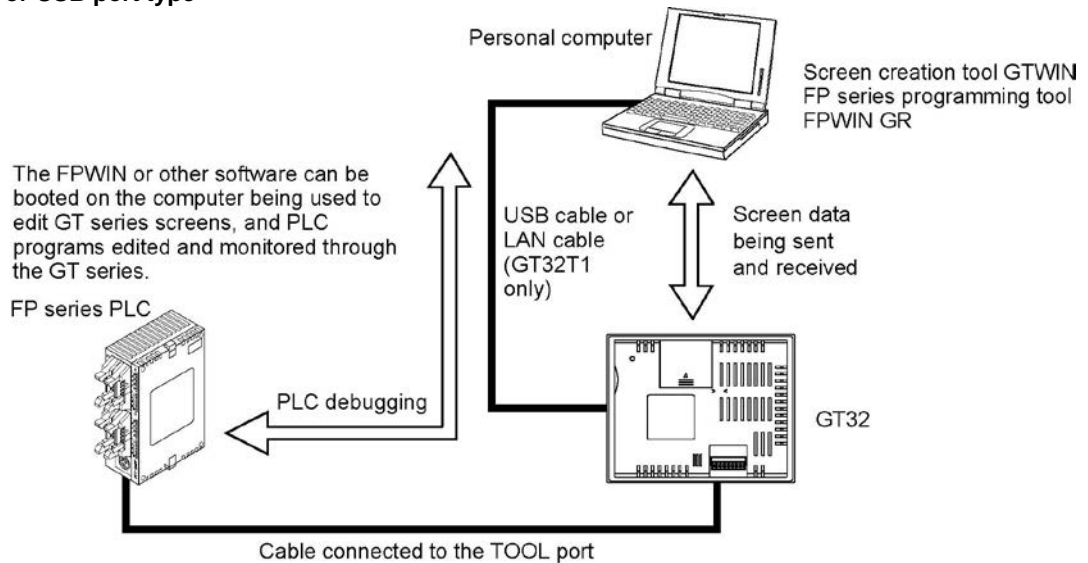 USB port type
Personal computer
Screen creation tool GTWIN
FP series programming tool
FPWIN GR
The FPWIN or other software can be
booted on the computer being used to
edit GT series screens, and PLC
programs edited and monitored through
the GT series.
USB cable or
LAN cable
(GT32T1
only)
Screen data
being sent
and received
FP series PLC
PLC debugging
GT32
Cable connected to the TOOL port